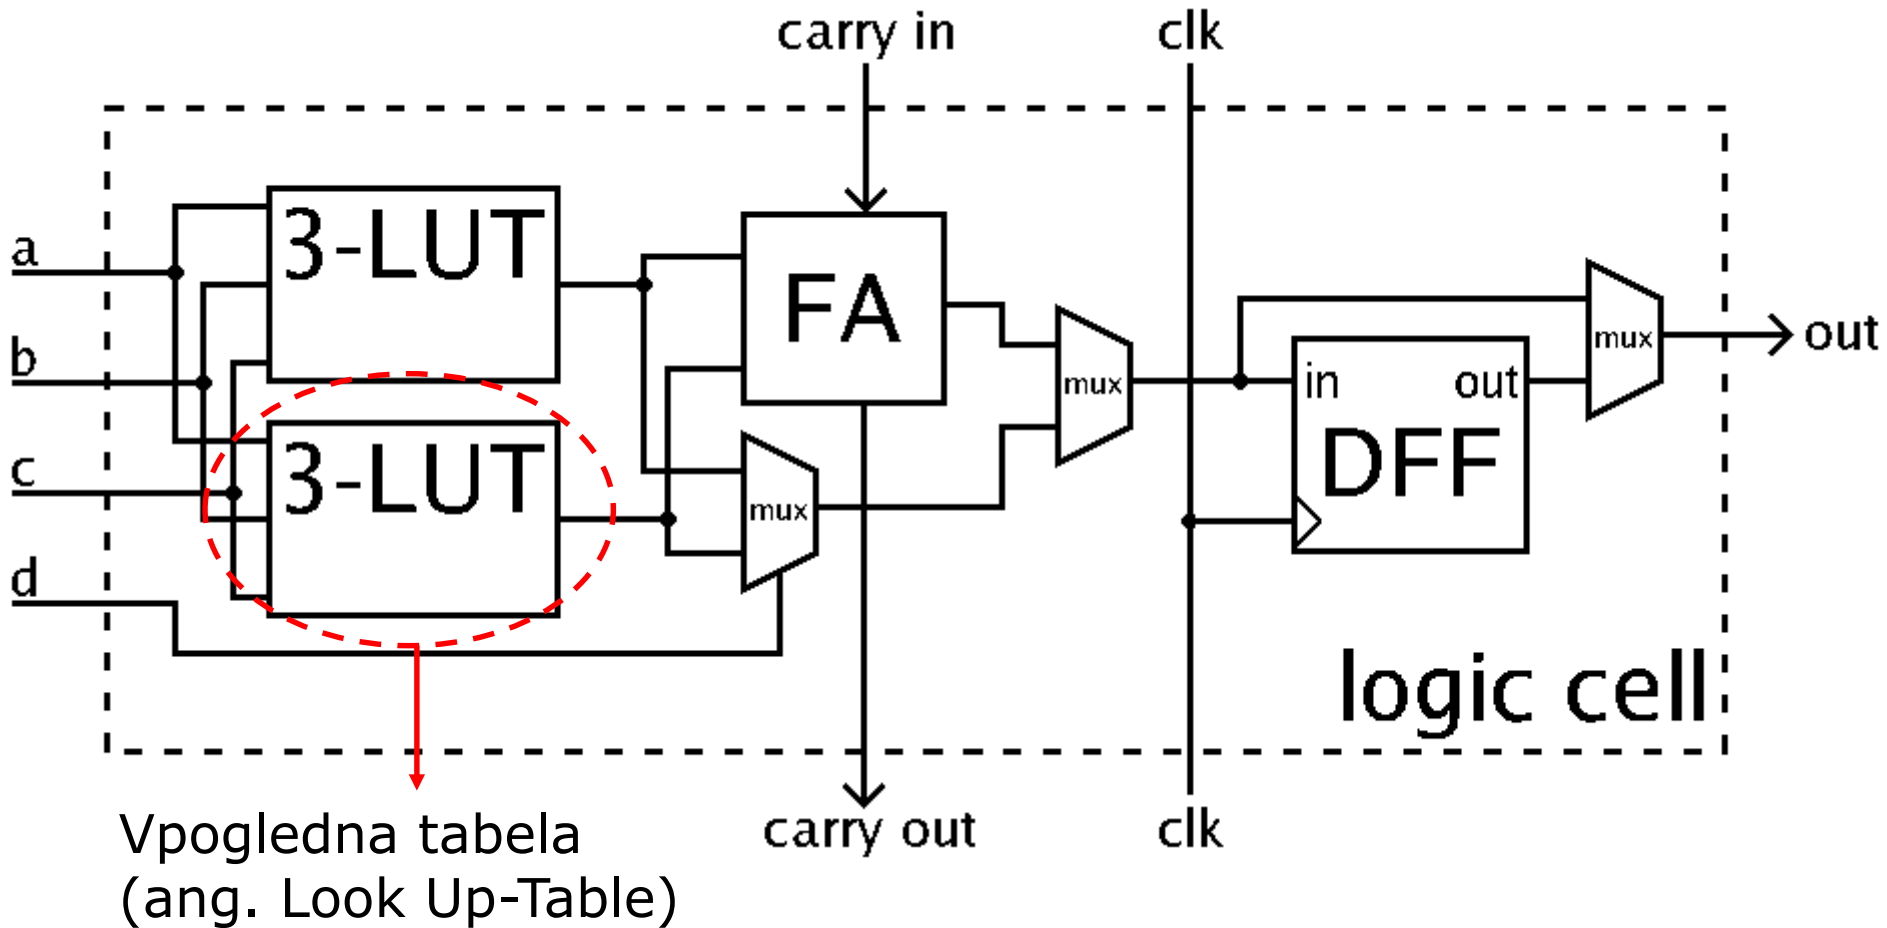 carry in
clk
a
3-LUT
FA
b
mux
mux
in
out
out
c
3-LUT
mux
DFF
d
logic cell
carry out
clk
Vpogledna tabela
(ang. Look Up-Table)